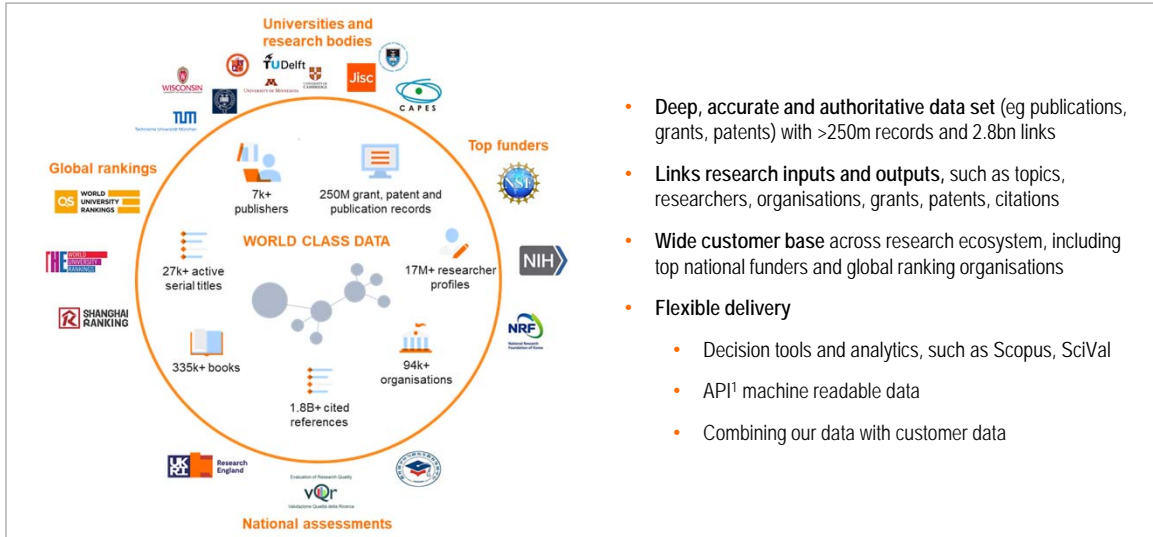 Universities and
research bodies
TUDelft
WISCONSIN
UNIVERSITY OF MINNESOTA
UNIVERSITY OF
CAMBRIDGE
Jisc
CAPES
TUM
Technische Universität München
Global rankings
Top funders
QS WORLD
UNIVERSITY
RANKINGS
NSF
7k+
publishers
250M grant, patent and
publication records
WORLD CLASS DATA
THE WORLD
UNIVERSITY
RANKINGS
27k+ active
serial titles
17M+ researcher
profiles
NIH
SHANGHAI
RANKING
NRF
National Research
Foundation of Korea
335k+ books
94k+
organisations
1.8B+ cited
references
UK
RI
Research
England
Evaluation of Research Quality
vQr
Validazione Qualità della Ricerca
National assessments
• Deep, accurate and authoritative data set (eg publications,
grants, patents) with >250m records and 2.8bn links
• Links research inputs and outputs, such as topics,
researchers, organisations, grants, patents, citations
• Wide customer base across research ecosystem, including
top national funders and global ranking organisations
• Flexible delivery
• Decision tools and analytics, such as Scopus, SciVal
• API¹ machine readable data
• Combining our data with customer data